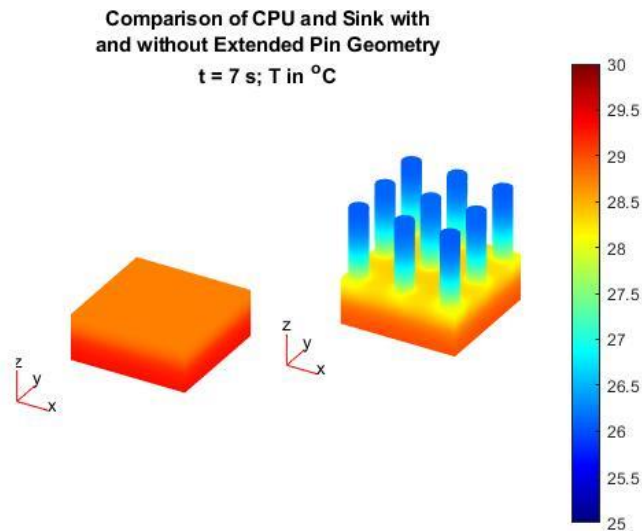 Comparison of CPU and Sink with
and without Extended Pin Geometry
t = 7 s; T in °C
30
29.5
29
28.5
28
27.5
27
26.5
26
25.5
25
z
y
x
z
y
x